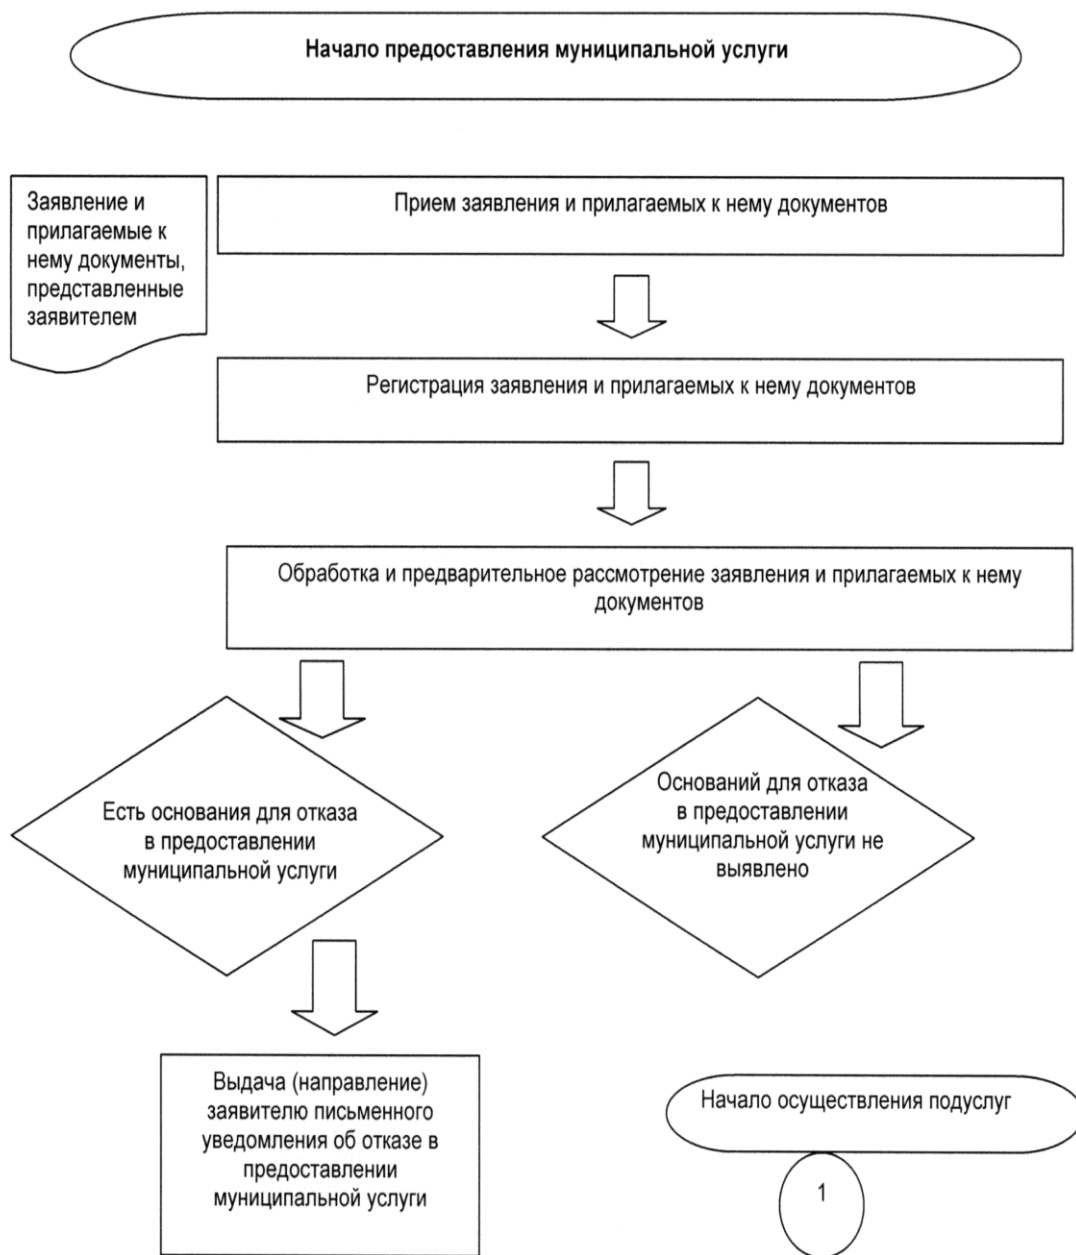 Начало предоставления муниципальной услуги
Заявление и
прилагаемые к
нему документы,
представленные
заявителем
Прием заявления и прилагаемых к нему документов
Регистрация заявления и прилагаемых к нему документов
Обработка и предварительное рассмотрение заявления и прилагаемых к нему
документов
Есть основания для отказа
в предоставлении
муниципальной услуги
Оснований для отказа
в предоставлении
муниципальной услуги не
выявлено
Выдача (направление)
заявителю письменного
уведомления об отказе в
предоставлении
муниципальной услуги
Начало осуществления подуслуг
1